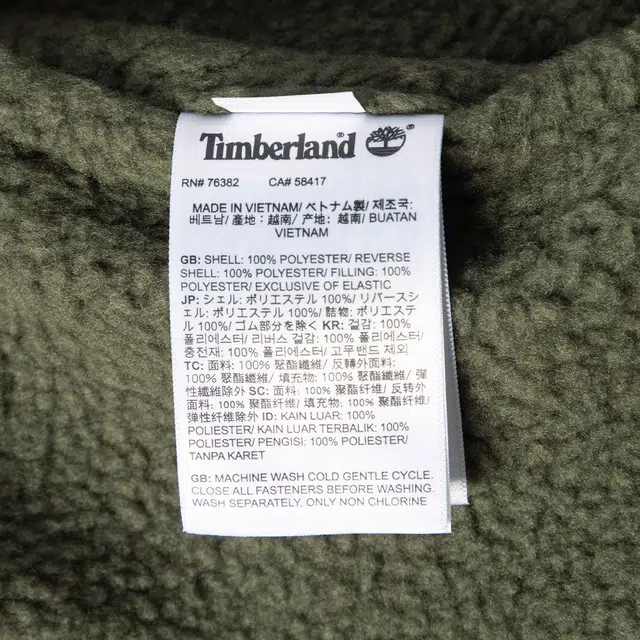 Timberland®
RN# 76382 CA# 58417
MADE IN VIETNAM/ ベトナム製/ 제조국:
베트남/ 產地 : 越南/ 产地: 越南/ BUATAN
VIETNAM
GB: SHELL: 100% POLYESTER/ REVERSE
SHELL: 100% POLYESTER/ FILLING: 100%
POLYESTER/ EXCLUSIVE OF ELASTIC
JP: シェル: ポリエステル 100%/ リバースシ
ェル: ポリエステル 100%/ 詰物: ポリエステ
ル 100%/ ゴム部分を除く KR: 겉감: 100%
폴리에스터/ 리버스 겉감: 100% 폴리에스터/
충전재: 100% 폴리에스터/ 고무밴드 제외
TC: 面料: 100% 聚酯纖維/ 反轉外面料:
100% 聚酯纖維/ 填充物: 100% 聚酯纖維/ 彈
性纖維除外 SC: 面料: 100% 聚酯纤维/ 反转外面
料: 100% 聚酯纤维/ 填充物: 100% 聚酯纤维/
弹性纤维除外 ID: KAIN LUAR: 100%
POLIESTER/ KAIN LUAR TERBALIK: 100%
POLIESTER/ PENGISI: 100% POLIESTER/
TANPA KARET
GB: MACHINE WASH COLD GENTLE CYCLE.
CLOSE ALL FASTENERS BEFORE WASHING.
WASH SEPARATELY. ONLY NON CHLORINE